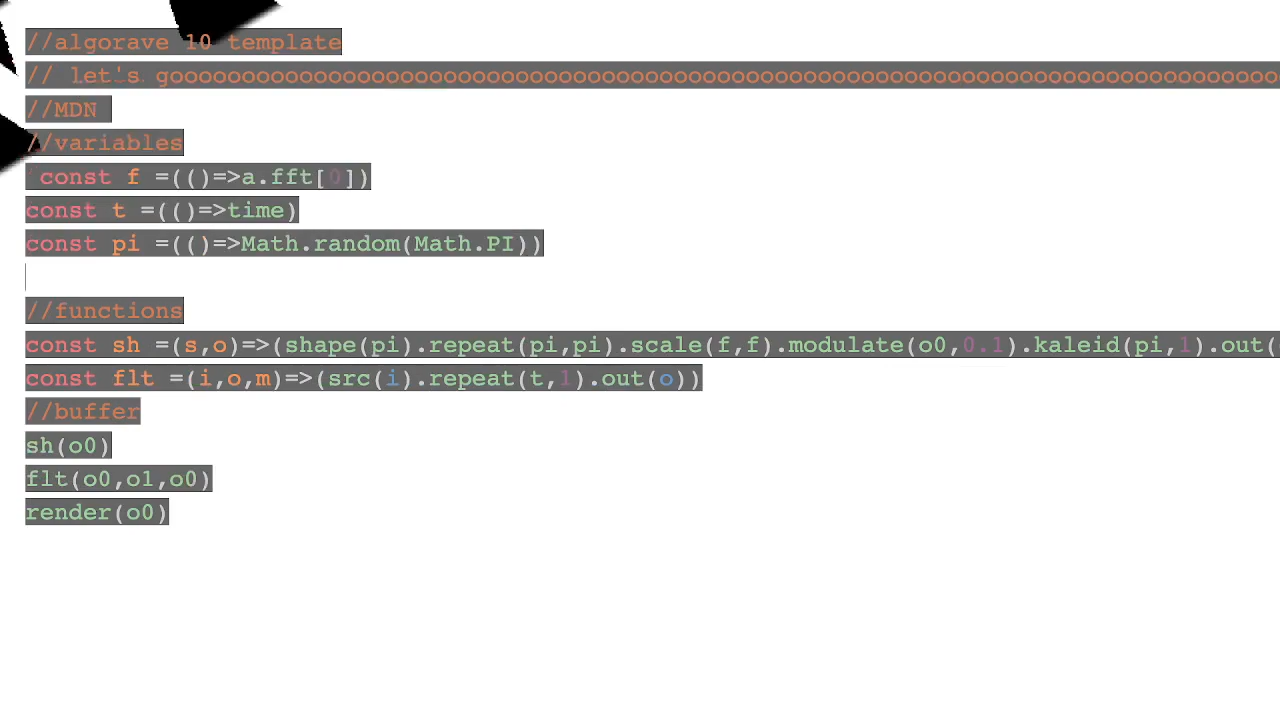 //algorave 10 template
// let's goooooooooooooooooooooooooooooooooooooooooooooooooooooooooooooooooooooooooooo
//MDN
//variables
const f =(()=>a.fft[0])
const t =(()=>time)
const pi =(()=>Math.random(Math.PI))
//functions
const sh =(s,o)=>(shape(pi).repeat(pi,pi).scale(f,f).modulate(o0,0.1).kaleid(pi,1).out(
const flt =(i,o,m)=>(src(i).repeat(t,1).out(o))
//buffer
sh(o0)
flt(o0,o1,o0)
render(o0)